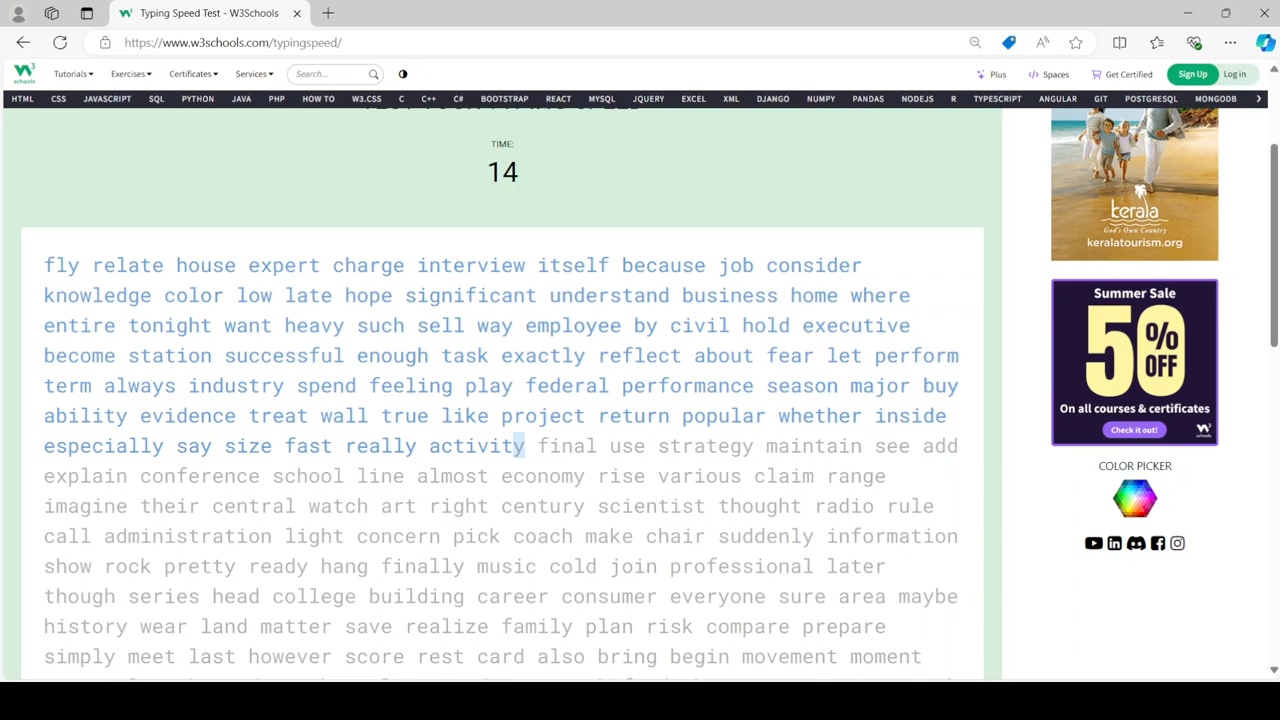 Typing Speed Test - W3Schools
https://www.w3schools.com/typingspeed/
W3 schools Tutorials Exercises Certificates Services Search... Plus Spaces Get Certified Sign Up Log in
HTML CSS JAVASCRIPT SQL PYTHON JAVA PHP HOW TO W3.CSS C C++ C# BOOTSTRAP REACT MYSQL JQUERY EXCEL XML DJANGO NUMPY PANDAS NODEJS R TYPESCRIPT ANGULAR GIT POSTGRESQL MONGODB
TIME:
14
fly relate house expert charge interview itself because job consider
knowledge color low late hope significant understand business home where
entire tonight want heavy such sell way employee by civil hold executive
become station successful enough task exactly reflect about fear let perform
term always industry spend feeling play federal performance season major buy
ability evidence treat wall true like project return popular whether inside
especially say size fast really activity final use strategy maintain see add
explain conference school line almost economy rise various claim range
imagine their central watch art right century scientist thought radio rule
call administration light concern pick coach make chair suddenly information
show rock pretty ready hang finally music cold join professional later
though series head college building career consumer everyone sure area maybe
history wear land matter save realize family plan risk compare prepare
simply meet last however score rest card also bring begin movement moment
kerala
God's Own Country
keralatourism.org
Summer Sale
50% OFF
On all courses & certificates
Check it out!
COLOR PICKER